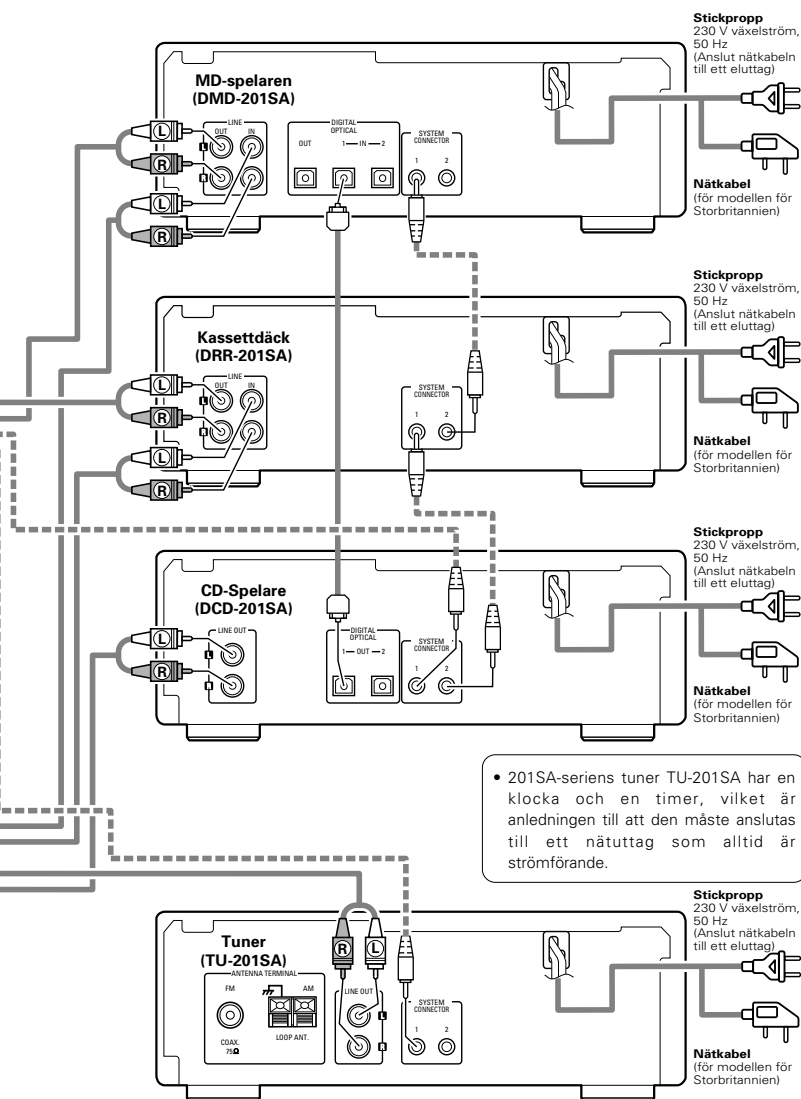 Stickpropp
230 V växelström,
50 Hz
(Anslut nätkabeln
till ett eluttag)
MD-spelaren
(DMD-201SA)
LINE
OUT IN
L
R
DIGITAL
OPTICAL
OUT 1 IN 2
SYSTEM
CONNECTOR
1 2
L
R
L
R
Nätkabel
(för modellen för
Storbritannien)
Stickpropp
230 V växelström,
50 Hz
(Anslut nätkabeln
till ett eluttag)
Kassettdäck
(DRR-201SA)
LINE
OUT IN
L
R
SYSTEM
CONNECTOR
1 2
L
R
L
R
Nätkabel
(för modellen för
Storbritannien)
Stickpropp
230 V växelström,
50 Hz
(Anslut nätkabeln
till ett eluttag)
CD-Spelare
(DCD-201SA)
LINE OUT
L
R
DIGITAL
OPTICAL
1 OUT 2
SYSTEM
CONNECTOR
1 2
L
R
Nätkabel
(för modellen för
Storbritannien)
• 201SA-seriens tuner TU-201SA har en
klocka och en timer, vilket är
anledningen till att den måste anslutas
till ett nätuttag som alltid är
strömförande.
Stickpropp
230 V växelström,
50 Hz
(Anslut nätkabeln
till ett eluttag)
Tuner
(TU-201SA)
R L
ANTENNA TERMINAL
FM AM
COAX.
75Ω
LOOP ANT.
LINE OUT
L
R
SYSTEM
CONNECTOR
1 2
Nätkabel
(för modellen för
Storbritannien)